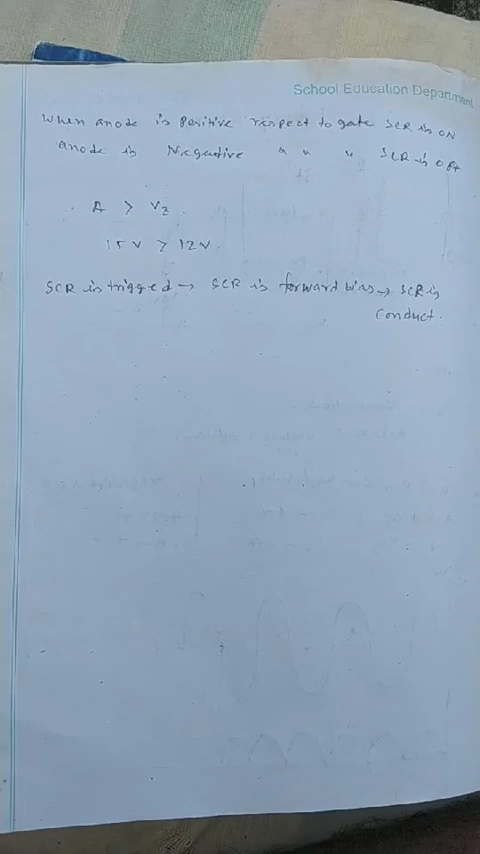 School Education Department
When anode is positive respect to gate SCR is ON
anode is Negative " " " SCR is off
A > Vz.
15V > 12V.
SCR is trigged → SCR is forward bias → SCR is
conduct.